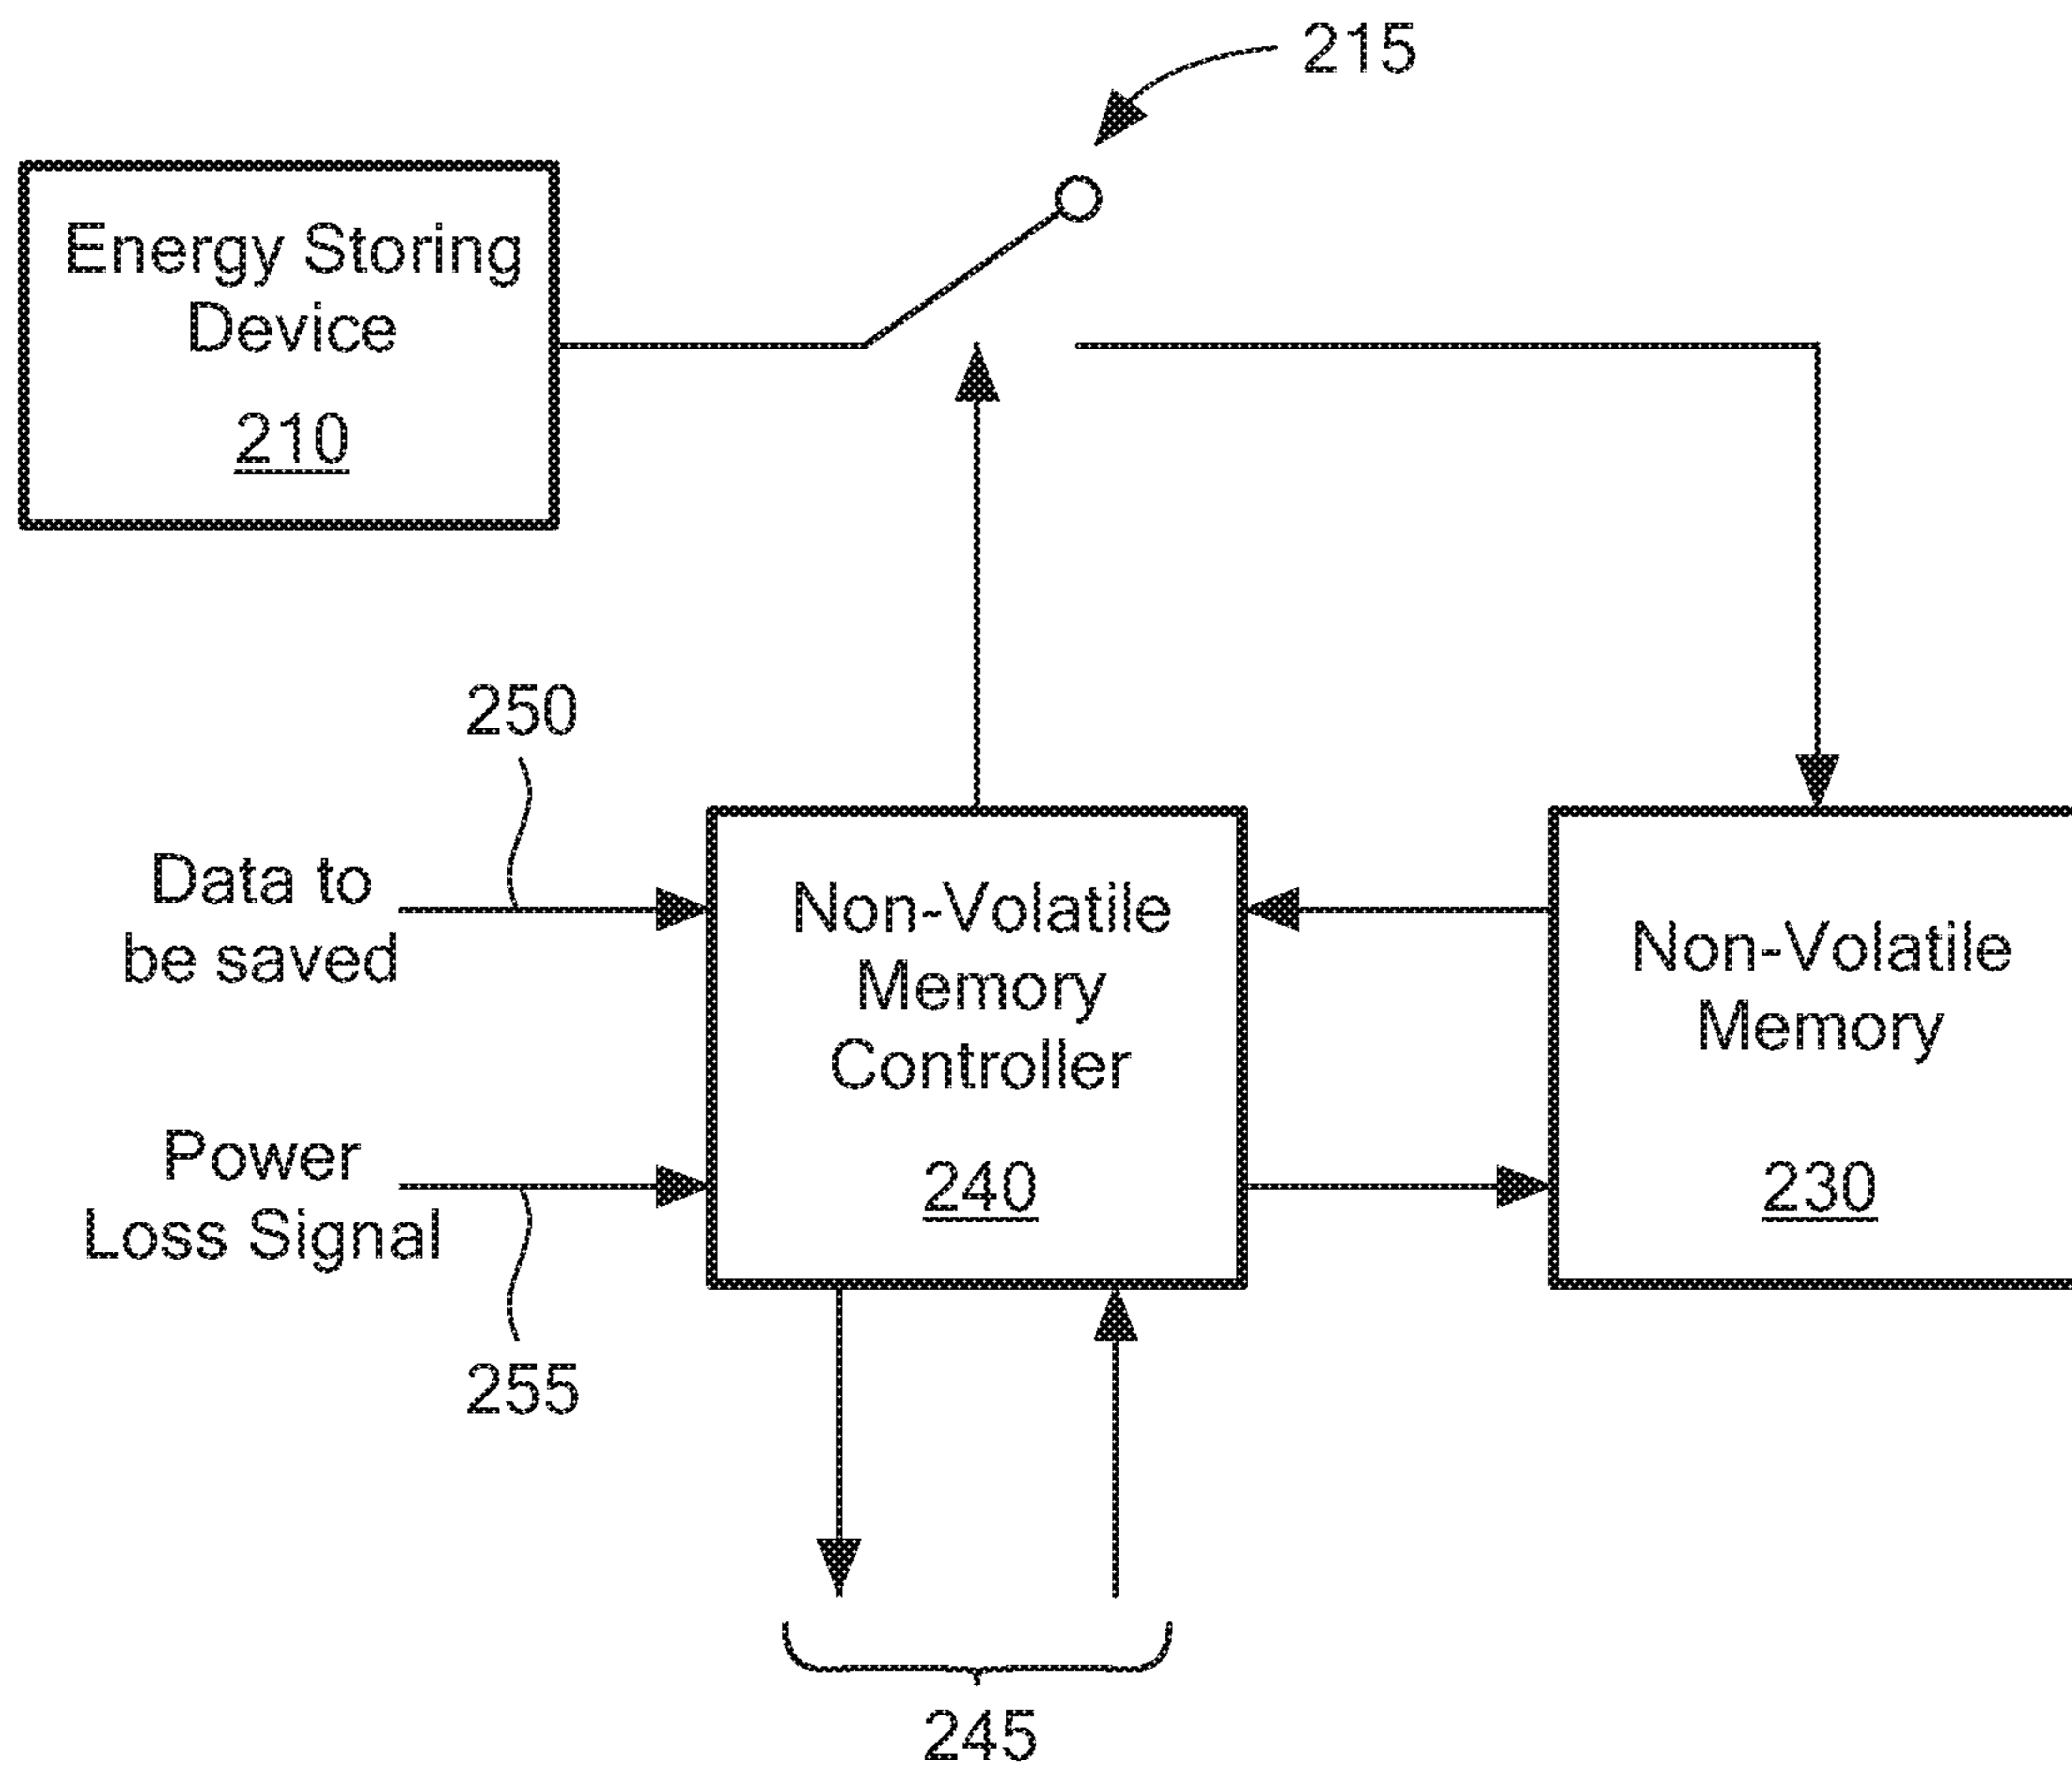 215
Energy Storing
Device
210
250
Data to
be saved
Non-Volatile
Memory
Controller
240
Non-Volatile
Memory
230
Power
Loss Signal
255
245